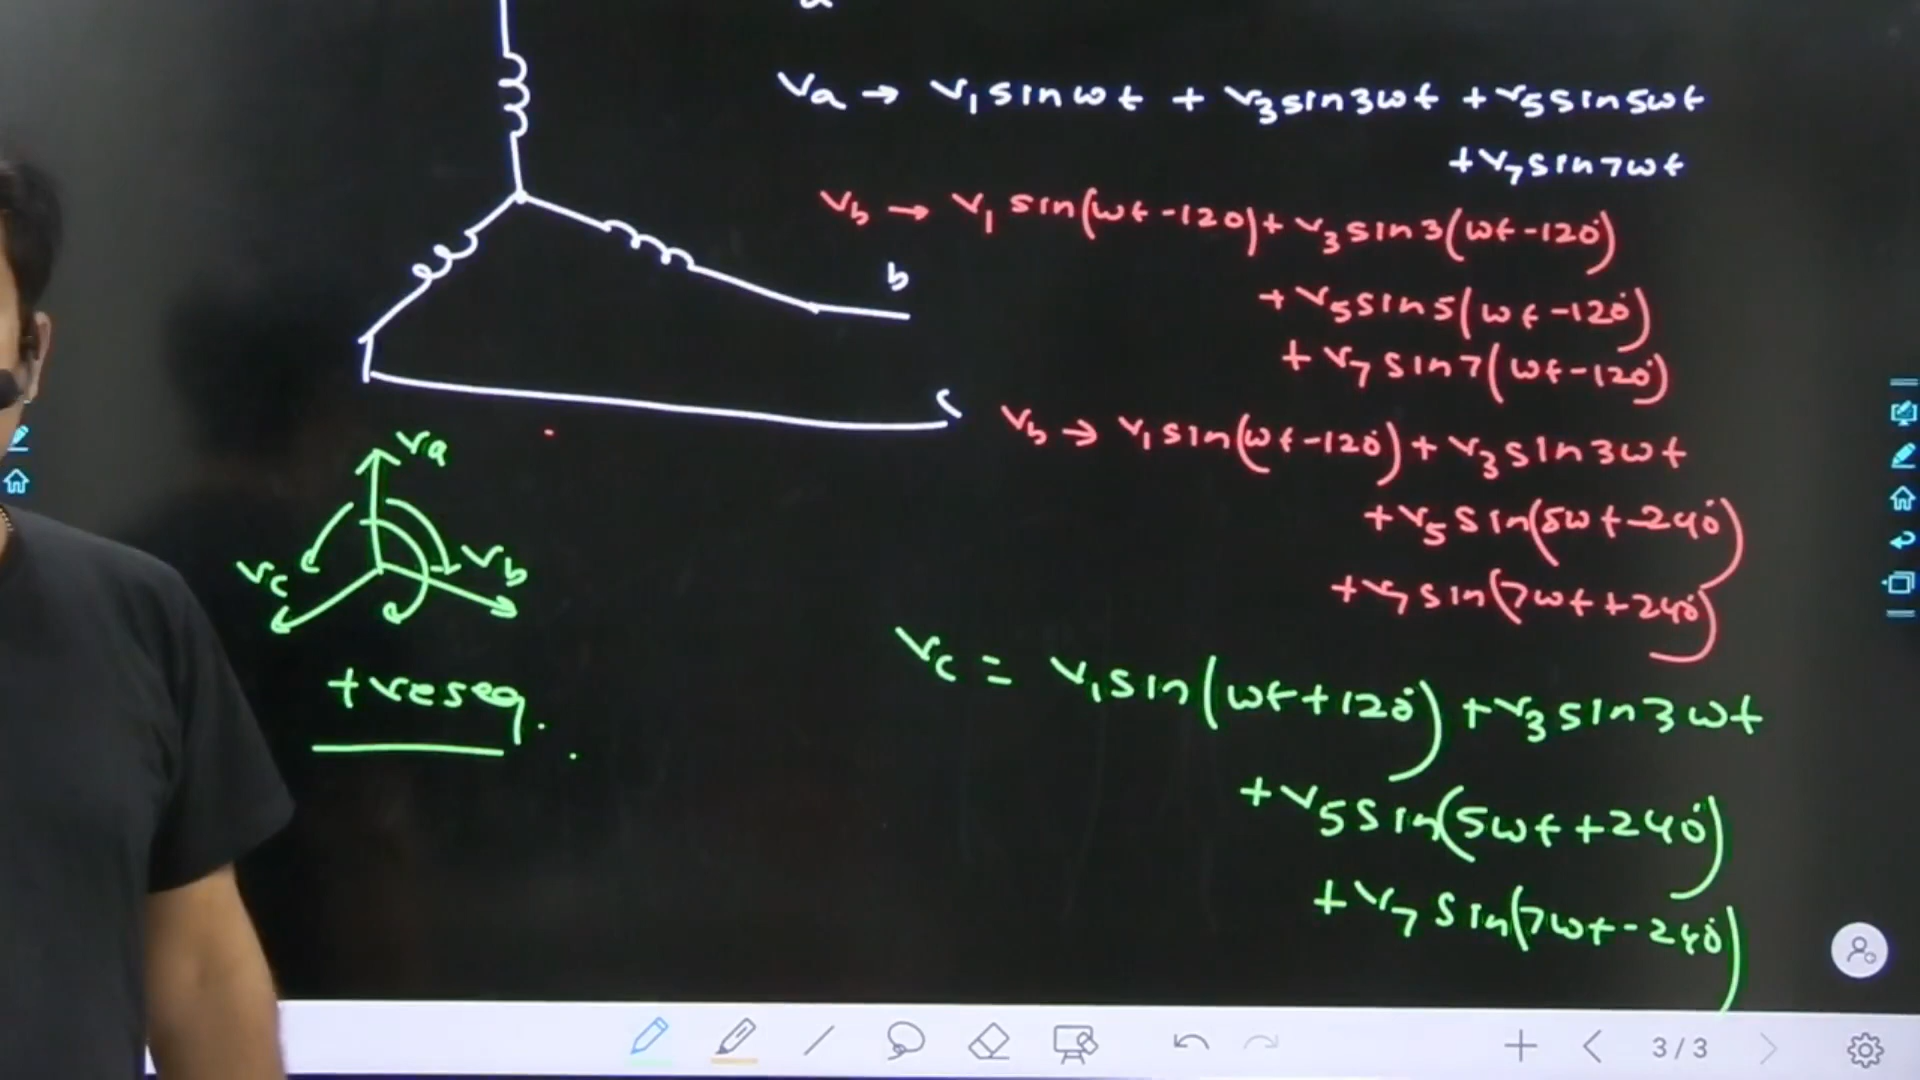 a
Va → V₁ sin ωt + V₃ sin 3ωt + V₅ sin 5ωt
+ V₇ sin 7ωt
Vb → V₁ sin(ωt - 120) + V₃ sin 3(ωt - 120°)
b
+ V₅ sin 5(ωt - 120°)
+ V₇ sin 7(ωt - 120°)
c
Vb → V₁ sin(ωt - 120°) + V₃ sin 3ωt
Va
+ V₅ sin(5ωt - 240°)
Vc
Vb
+ V₇ sin(7ωt + 240°)
Vc = V₁ sin(ωt + 120°) + V₃ sin 3ωt
+ve seq.
+ V₅ sin(5ωt + 240°)
+ V₇ sin(7ωt - 240°)
3/3